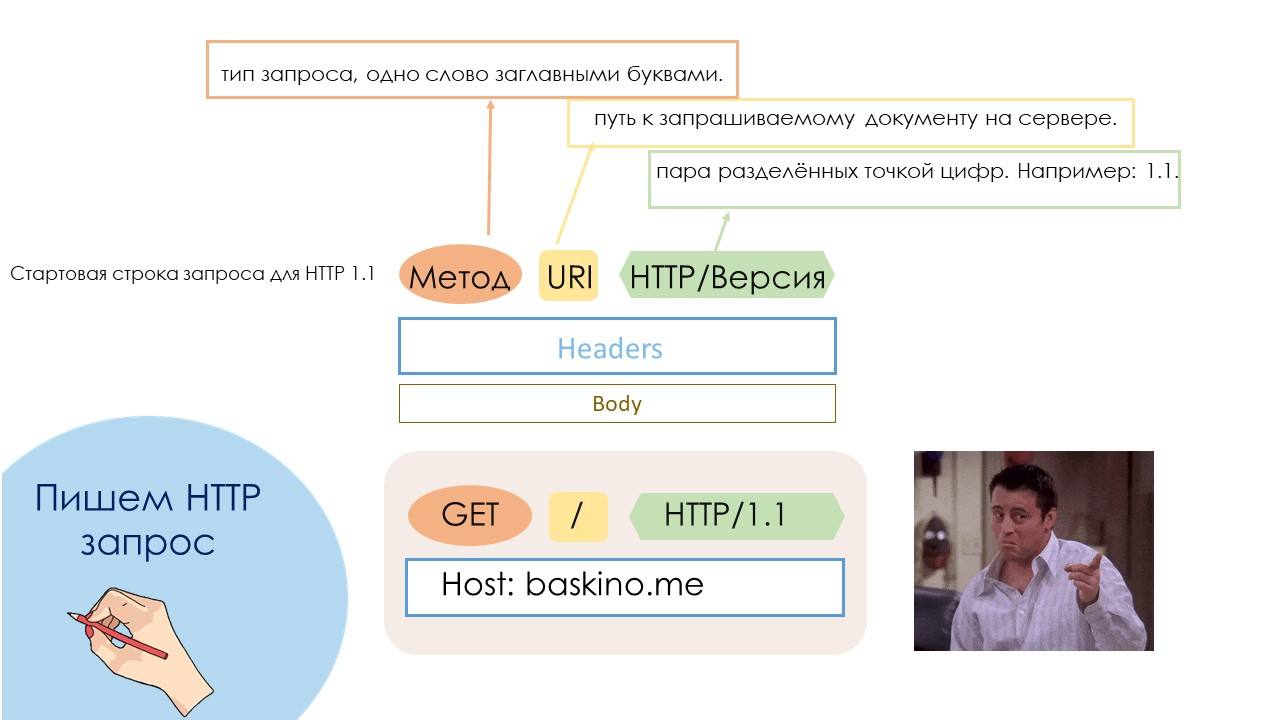 тип запроса, одно слово заглавными буквами.
путь к запрашиваемому документу на сервере.
пара разделённых точкой цифр. Например: 1.1.
Стартовая строка запроса для HTTP 1.1
Метод URI HTTP/Версия
Headers
Body
Пишем HTTP
запрос
GET / HTTP/1.1
Host: baskino.me